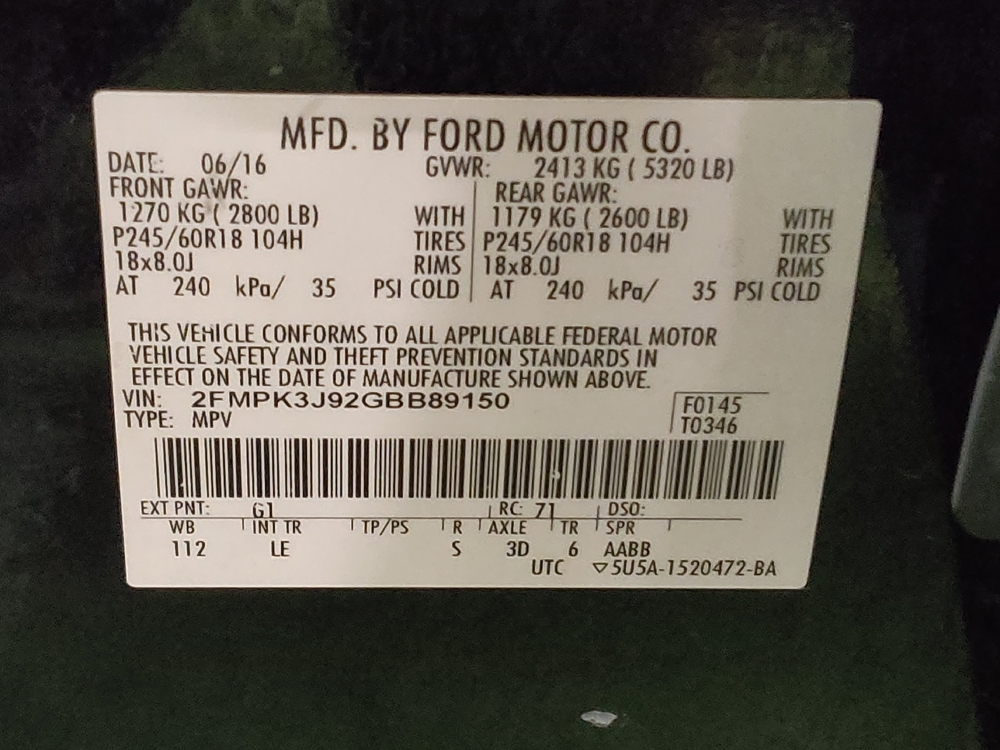 MFD. BY FORD MOTOR CO.
DATE: 06/16 GVWR: 2413 KG ( 5320 LB)
FRONT GAWR: REAR GAWR:
1270 KG ( 2800 LB) WITH 1179 KG ( 2600 LB) WITH
P245/60R18 104H TIRES P245/60R18 104H TIRES
18x8.0J RIMS 18x8.0J RIMS
AT 240 kPa/ 35 PSI COLD AT 240 kPa/ 35 PSI COLD
THIS VEHICLE CONFORMS TO ALL APPLICABLE FEDERAL MOTOR
VEHICLE SAFETY AND THEFT PREVENTION STANDARDS IN
EFFECT ON THE DATE OF MANUFACTURE SHOWN ABOVE.
VIN: 2FMPK3J92GBB89150 F0145
TYPE: MPV T0346
EXT PNT: G1 RC: 71 DSO:
WB INT TR TP/PS R AXLE TR SPR
112 LE S 3D 6 AABB
UTC ▽5U5A-1520472-BA